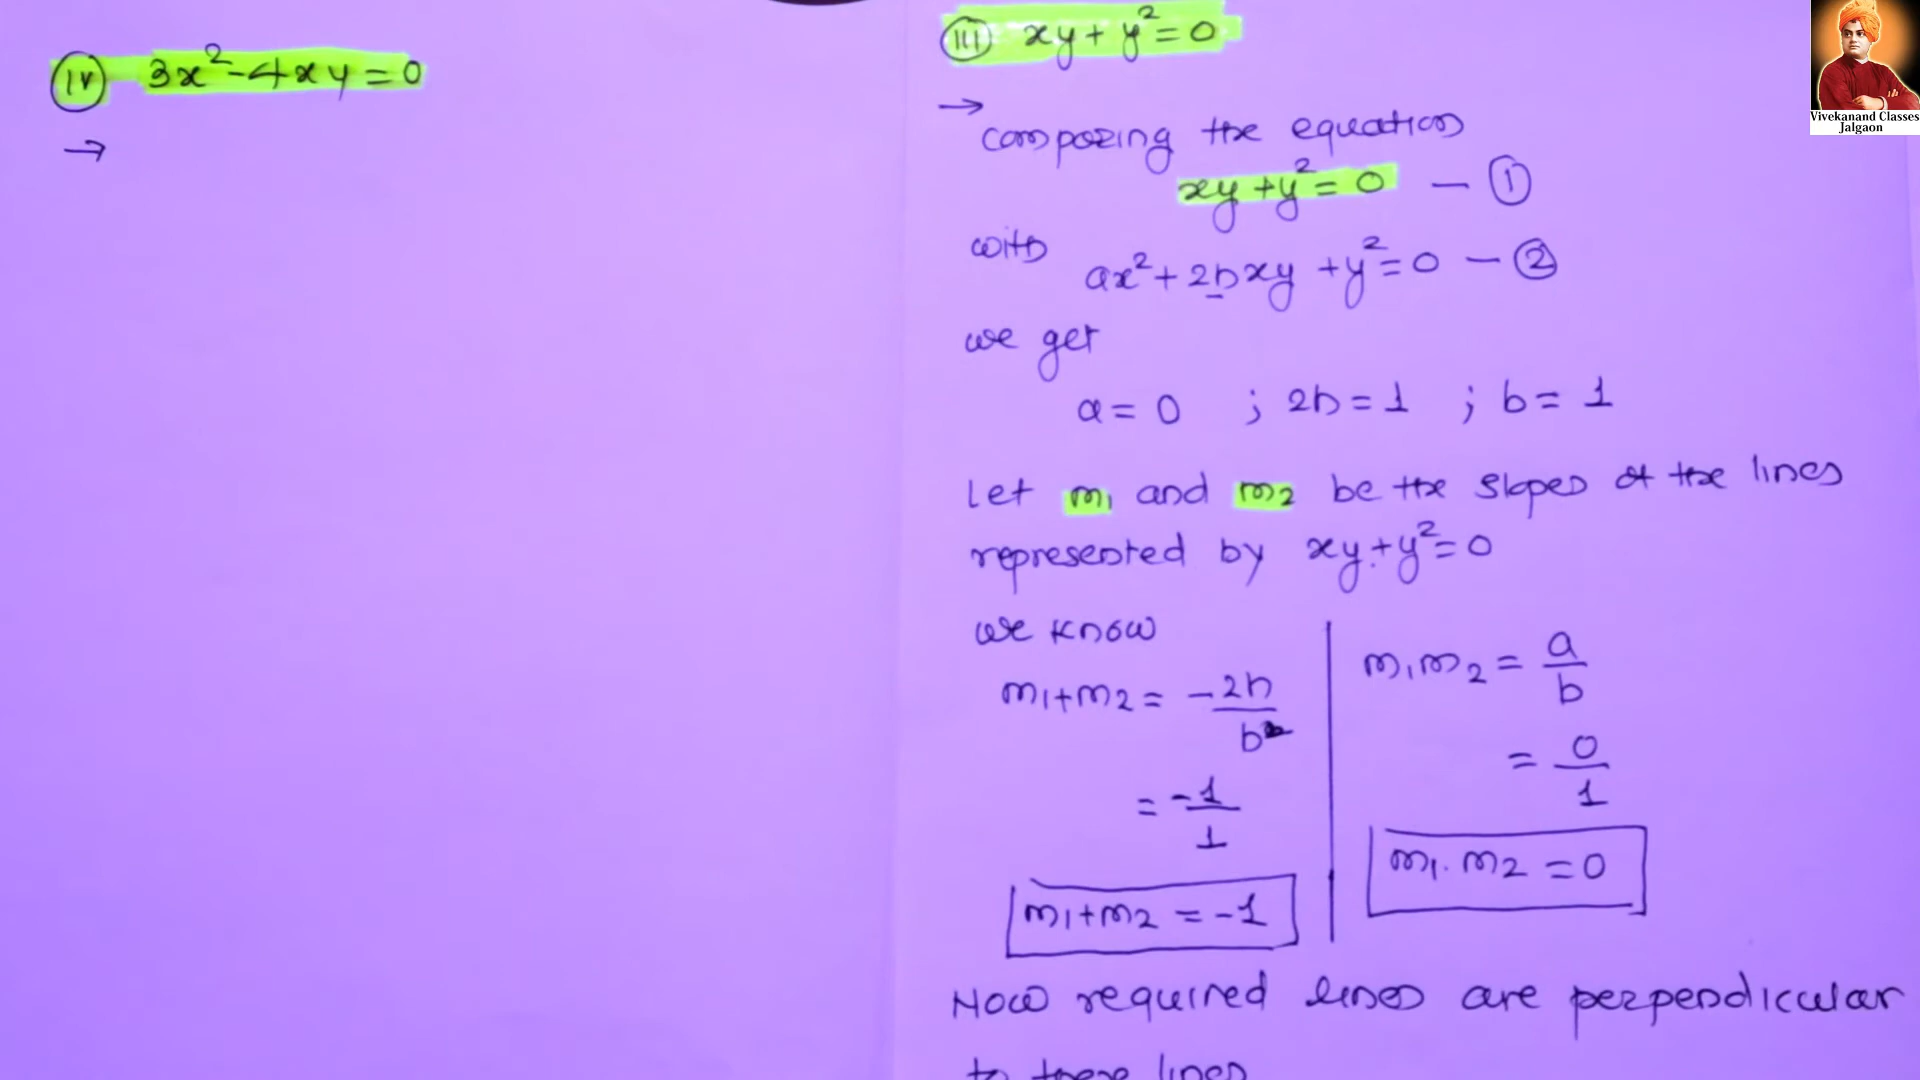 (iv) 3x² - 4xy = 0
→
(iii) xy + y² = 0
→
comparing the equation
xy + y² = 0 — ①
with
ax² + 2hxy + y² = 0 — ②
we get
a = 0 ; 2h = 1 ; b = 1
Let m₁ and m₂ be the slopes of the lines
represented by xy + y² = 0
we know
m₁+m₂ = -2h/b
= -1/1
m₁+m₂ = -1
m₁m₂ = a/b
= 0/1
m₁.m₂ = 0
Now required lines are perpendicular
to these lines
Vivekanand Classes
Jalgaon